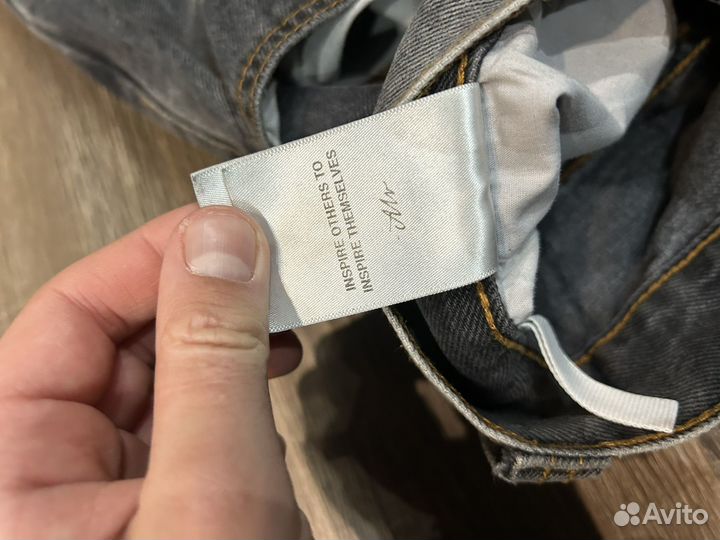 INSPIRE OTHERS TO
INSPIRE THEMSELVES
Avito